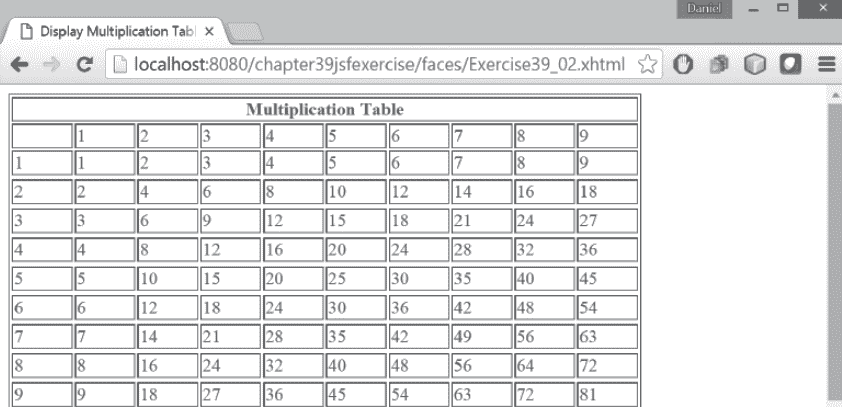 Daniel
Display Multiplication Tabl
localhost:8080/chapter39jsfexercise/faces/Exercise39_02.xhtml
Multiplication Table
1 2 3 4 5 6 7 8 9
1 1 2 3 4 5 6 7 8 9
2 2 4 6 8 10 12 14 16 18
3 3 6 9 12 15 18 21 24 27
4 4 8 12 16 20 24 28 32 36
5 5 10 15 20 25 30 35 40 45
6 6 12 18 24 30 36 42 48 54
7 7 14 21 28 35 42 49 56 63
8 8 16 24 32 40 48 56 64 72
9 9 18 27 36 45 54 63 72 81